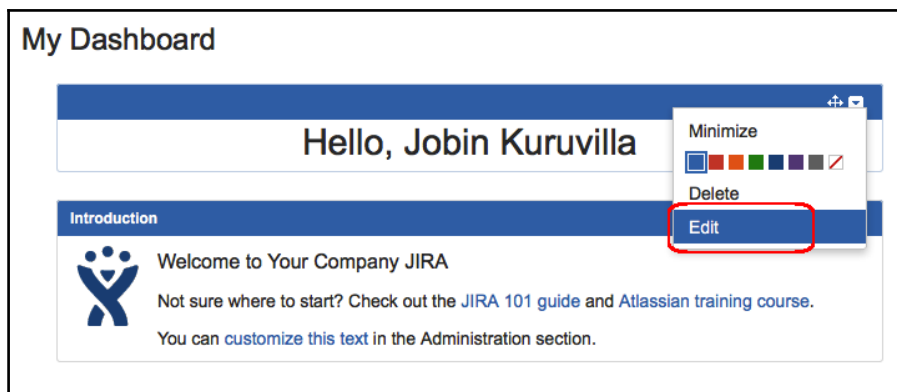 My Dashboard
Hello, Jobin Kuruvilla
Minimize
Delete
Edit
Introduction
Welcome to Your Company JIRA
Not sure where to start? Check out the JIRA 101 guide and Atlassian training course.
You can customize this text in the Administration section.